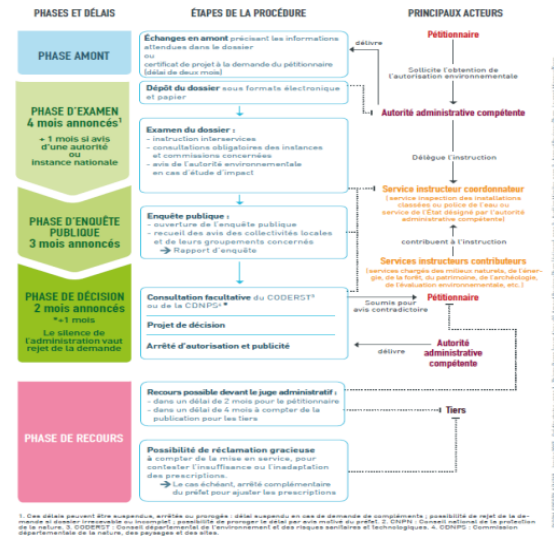 PHASES ET DÉLAIS
ÉTAPES DE LA PROCÉDURE
PRINCIPAUX ACTEURS
PHASE AMONT
Échanges en amont précisant les informations
attendues dans le dossier
ou
certificat de projet à la demande du pétitionnaire
(délai de deux mois)
délivre
Pétitionnaire
Sollicite l'obtention de
l'autorisation environnementale
Dépôt du dossier sous formats électronique
et papier
Autorité administrative compétente
PHASE D'EXAMEN
4 mois annoncés¹
+ 1 mois si avis
d'une autorité
ou
instance nationale
Examen du dossier :
- instruction interservices
- consultations obligatoires des instances
et commissions concernées
- avis de l'autorité environnementale
en cas d'étude d'impact
Délègue l'instruction
Service instructeur coordonnateur
(service inspection des installations
classées ou police de l'eau ou
service de l'État désigné par l'autorité
administrative compétente)
PHASE D'ENQUÊTE
PUBLIQUE
3 mois annoncés
Enquête publique :
- ouverture de l'enquête publique
- recueil des avis des collectivités locales
et de leurs groupements concernés
→ Rapport d'enquête
contribuent à l'instruction
Services instructeurs contributeurs
(services chargés des milieux naturels, de l'éner-
gie, de la forêt, du patrimoine, de l'archéologie,
de l'évaluation environnementale, etc.)
PHASE DE DÉCISION
2 mois annoncés
*+1 mois
Le silence de
l'administration vaut
rejet de la demande
Consultation facultative du CODERST³
ou de la CDNPS⁴ *
Soumis pour
avis contradictoire
Pétitionnaire
Projet de décision
Arrêté d'autorisation et publicité
délivre
Autorité
administrative
compétente
PHASE DE RECOURS
Recours possible devant le juge administratif :
- dans un délai de 2 mois pour le pétitionnaire
- dans un délai de 4 mois à compter de la
publication pour les tiers
Tiers
Possibilité de réclamation gracieuse
à compter de la mise en service, pour
contester l'insuffisance ou l'inadaptation
des prescriptions.
→ Le cas échéant, arrêté complémentaire
du préfet pour ajuster les prescriptions
1. Ces délais peuvent être suspendus, arrêtés ou prorogés : délai suspendu en cas de demande de compléments ; possibilité de rejet de la de-
mande si dossier irrecevable ou incomplet ; possibilité de proroger le délai par avis motivé du préfet. 2. CNPN : Conseil national de la protection
de la nature. 3. CODERST : Conseil départemental de l'environnement et des risques sanitaires et technologiques. 4. CDNPS : Commission
départementale de la nature, des paysages et des sites.